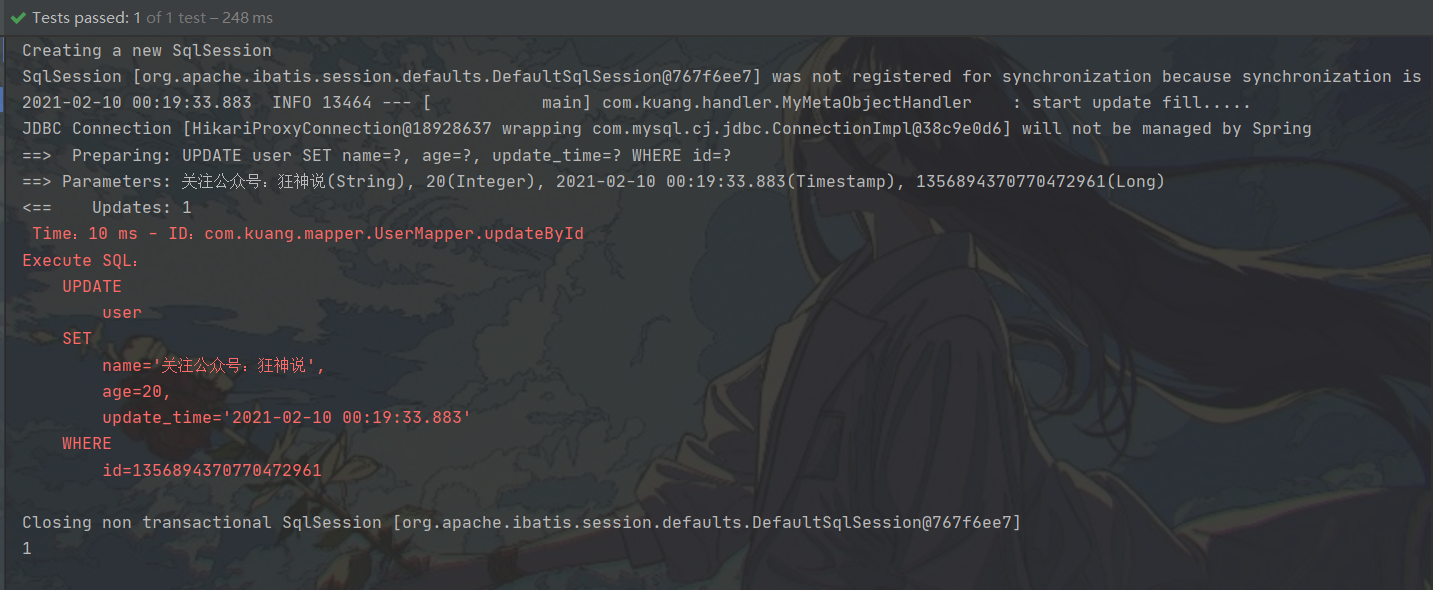 Tests passed: 1 of 1 test – 248 ms
Creating a new SqlSession
SqlSession [org.apache.ibatis.session.defaults.DefaultSqlSession@767f6ee7] was not registered for synchronization because synchronization is
2021-02-10 00:19:33.883  INFO 13464 --- [           main] com.kuang.handler.MyMetaObjectHandler    : start update fill.....
JDBC Connection [HikariProxyConnection@18928637 wrapping com.mysql.cj.jdbc.ConnectionImpl@38c9e0d6] will not be managed by Spring
==>  Preparing: UPDATE user SET name=?, age=?, update_time=? WHERE id=?
==> Parameters: 关注公众号：狂神说(String), 20(Integer), 2021-02-10 00:19:33.883(Timestamp), 1356894370770472961(Long)
<==    Updates: 1
 Time：10 ms - ID：com.kuang.mapper.UserMapper.updateById
Execute SQL：
    UPDATE
        user
    SET
        name='关注公众号：狂神说',
        age=20,
        update_time='2021-02-10 00:19:33.883'
    WHERE
        id=1356894370770472961
Closing non transactional SqlSession [org.apache.ibatis.session.defaults.DefaultSqlSession@767f6ee7]
1